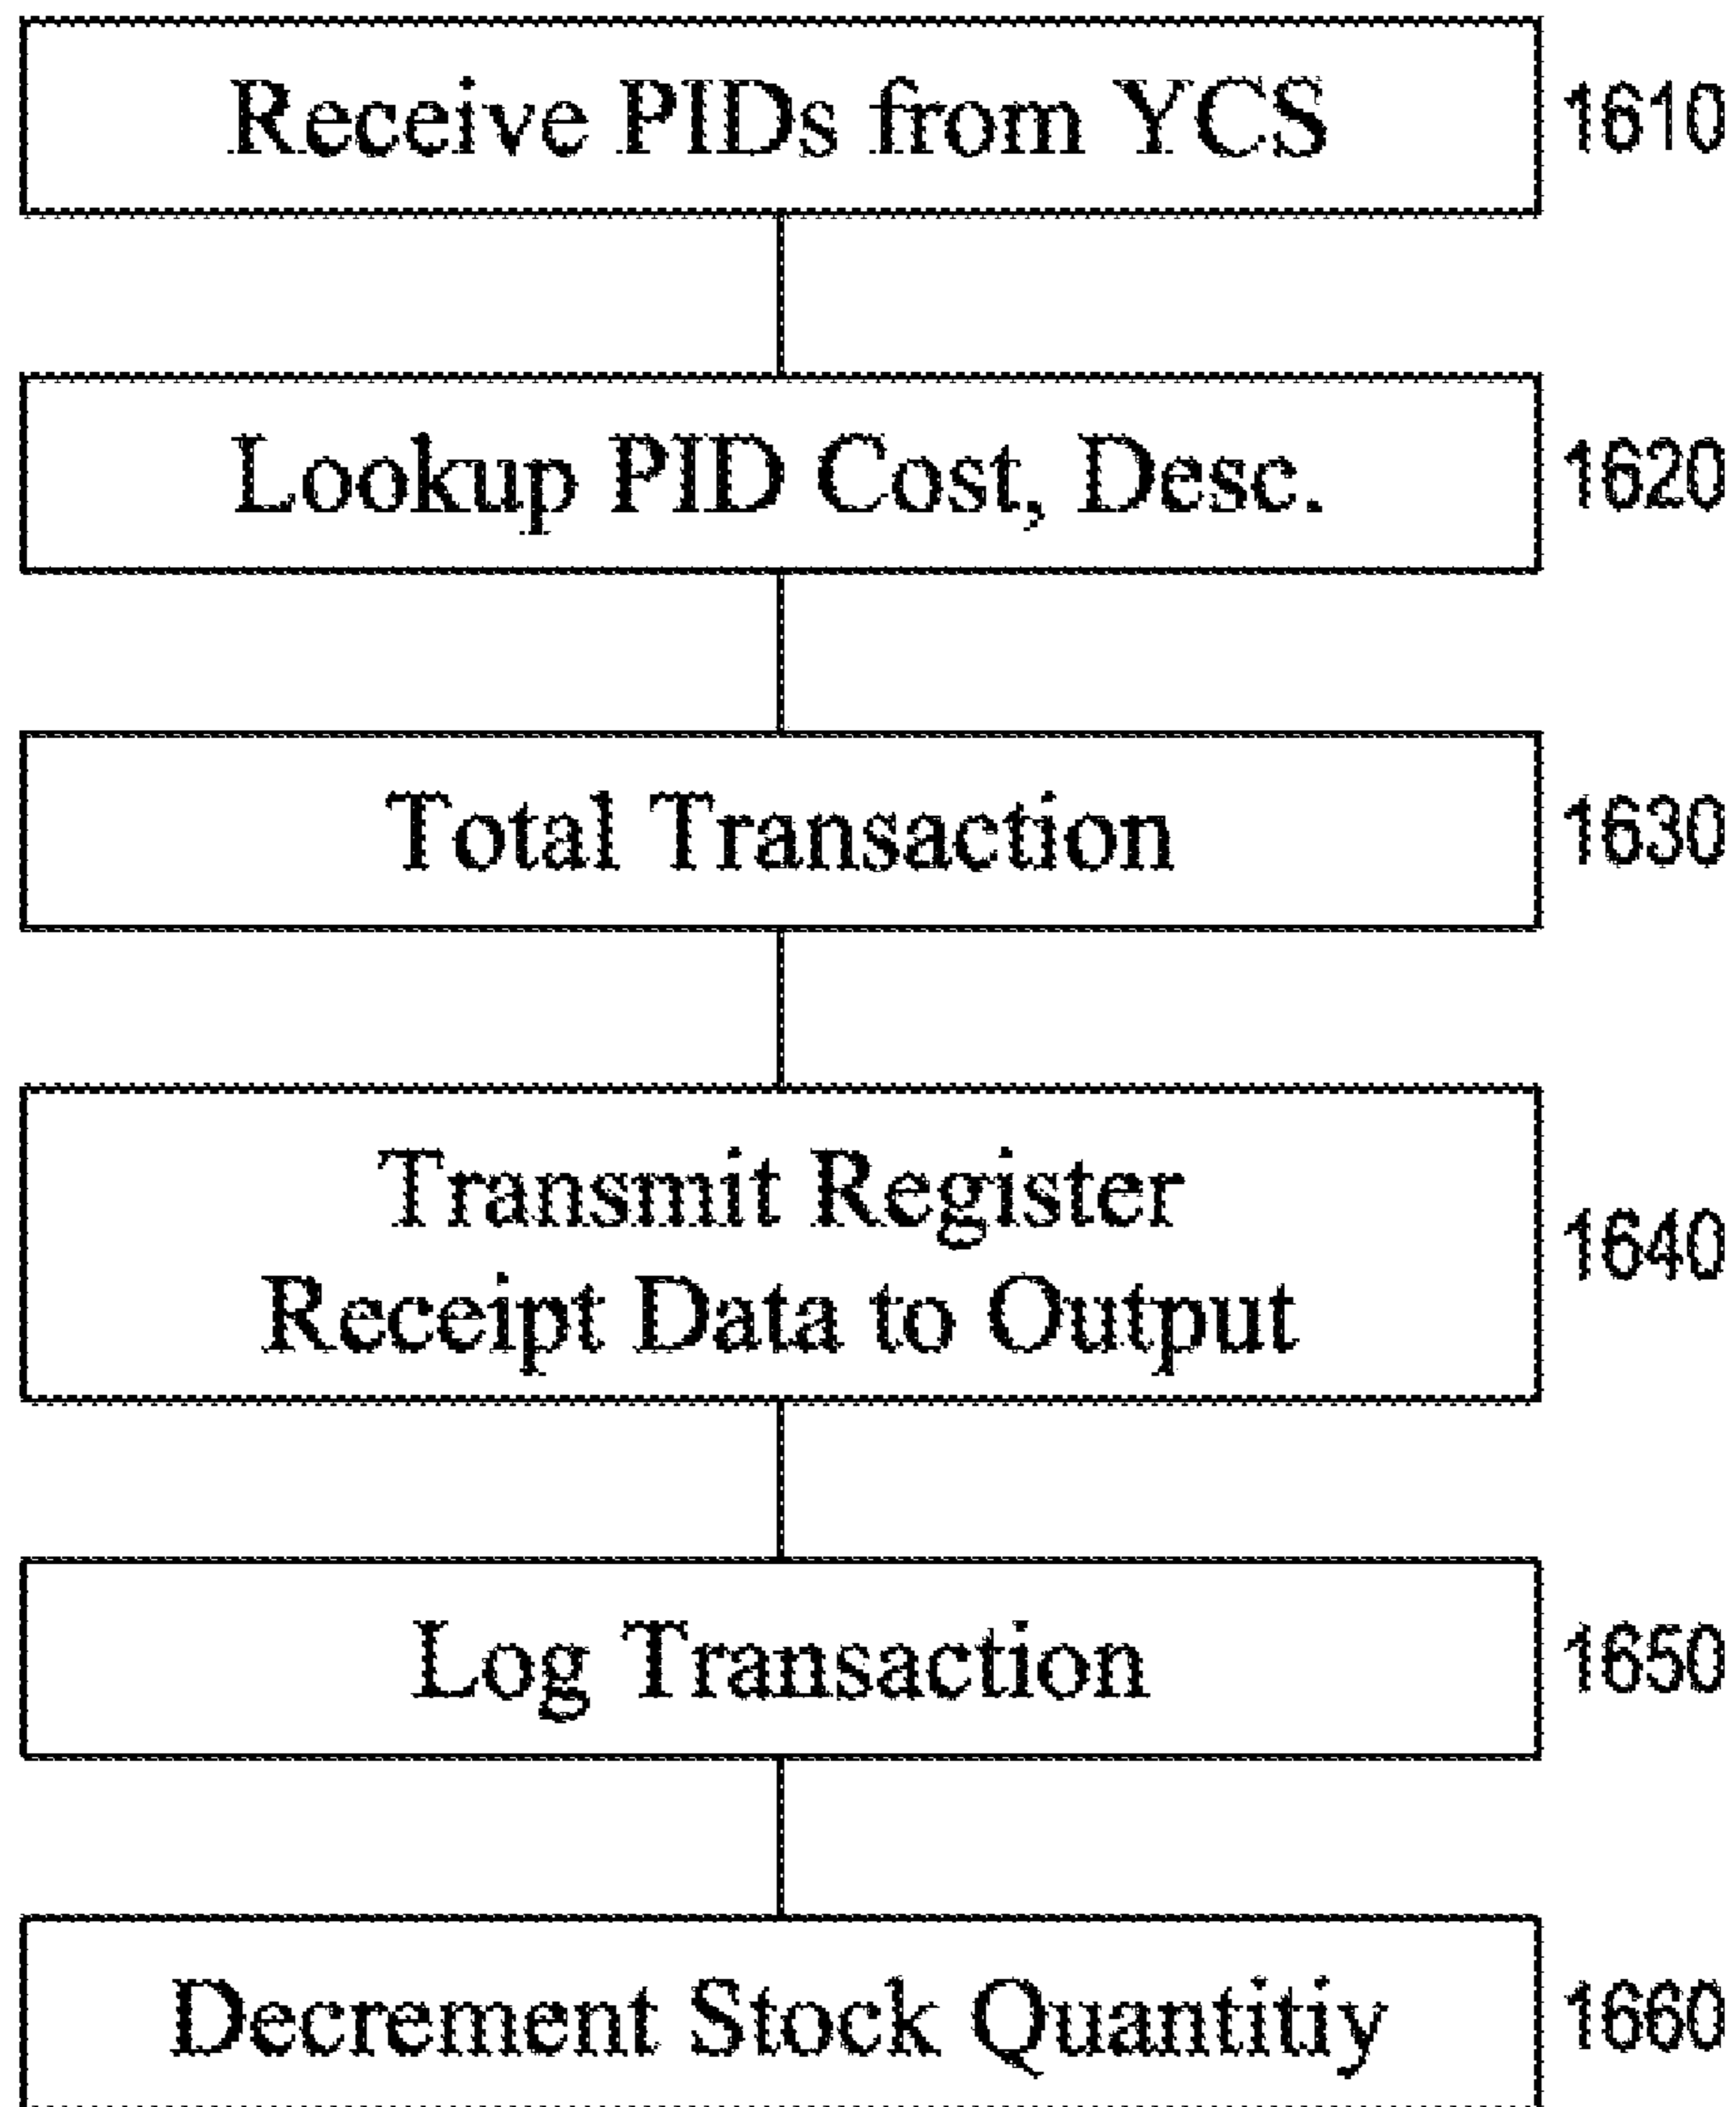 Receive PIDs from YCS 1610
Lookup PID Cost, Desc. 1620
Total Transaction 1630
Transmit Register
Receipt Data to Output 1640
Log Transaction 1650
Decrement Stock Quantitiy 1660